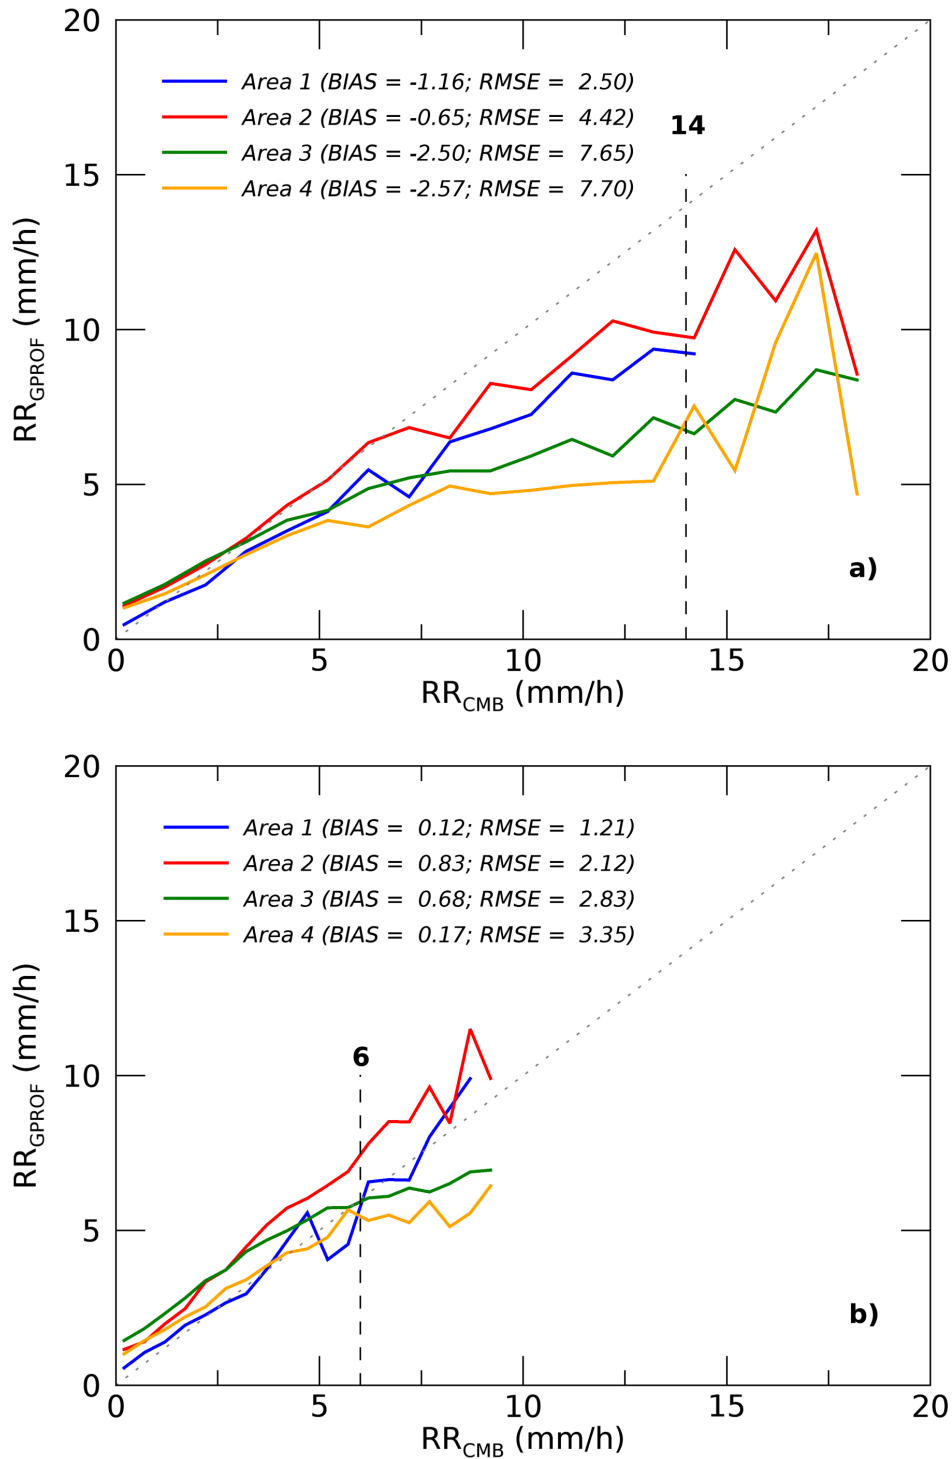 20
Area 1 (BIAS = -1.16; RMSE = 2.50)
Area 2 (BIAS = -0.65; RMSE = 4.42)
14
Area 3 (BIAS = -2.50; RMSE = 7.65)
15
Area 4 (BIAS = -2.57; RMSE = 7.70)
RR_GPROF (mm/h)
10
5
a)
0
0 5 10 15 20
RR_CMB (mm/h)
20
Area 1 (BIAS = 0.12; RMSE = 1.21)
Area 2 (BIAS = 0.83; RMSE = 2.12)
Area 3 (BIAS = 0.68; RMSE = 2.83)
15
Area 4 (BIAS = 0.17; RMSE = 3.35)
RR_GPROF (mm/h)
6
10
5
b)
0
0 5 10 15 20
RR_CMB (mm/h)